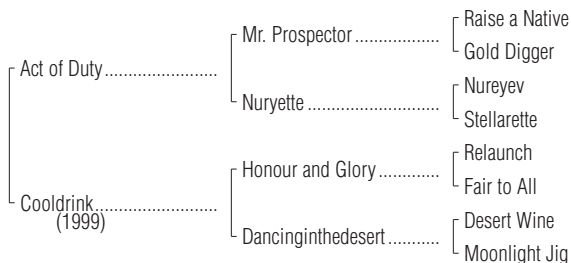 Raise a Native
Mr. Prospector
Gold Digger
Act of Duty
Nureyev
Nuryette
Stellarette
Relaunch
Honour and Glory
Fair to All
Cooldrink
(1999)
Desert Wine
Dancinginthedesert
Moonlight Jig